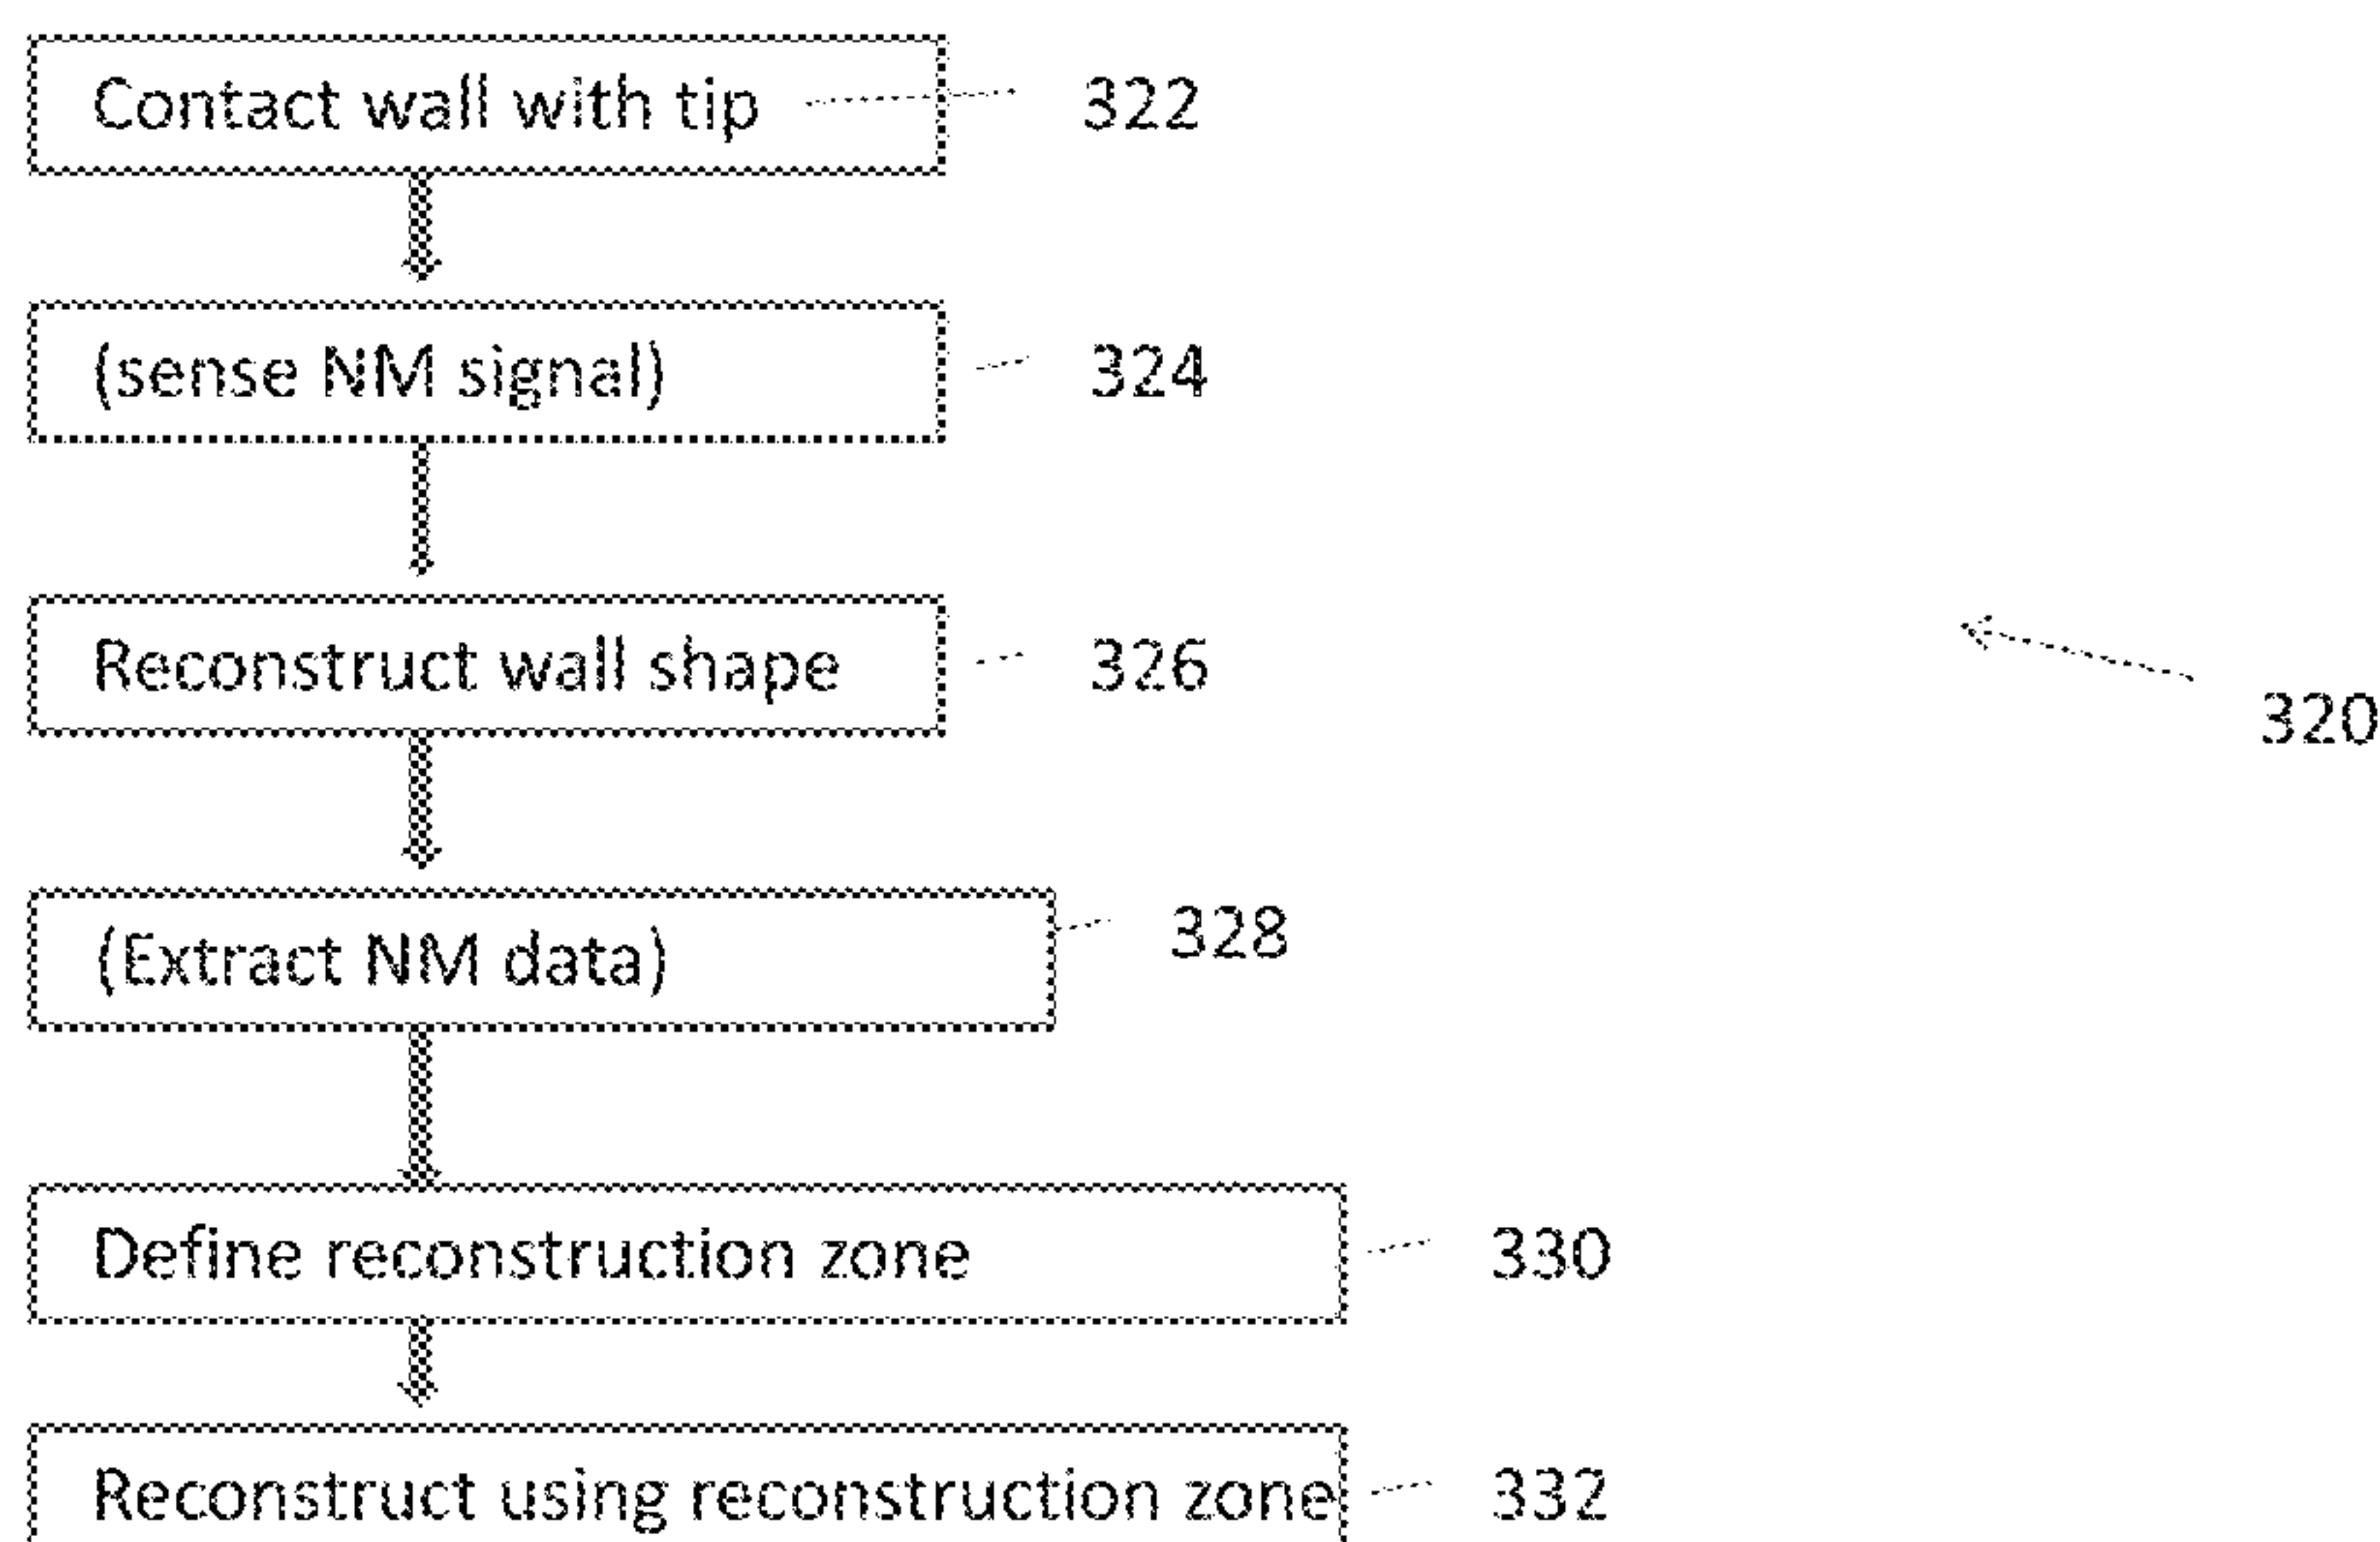 Contact wall with tip 322
(sense NM signal) 324
Reconstruct wall shape 326
320
(Extract NM data) 328
Define reconstruction zone 330
Reconstruct using reconstruction zone 332